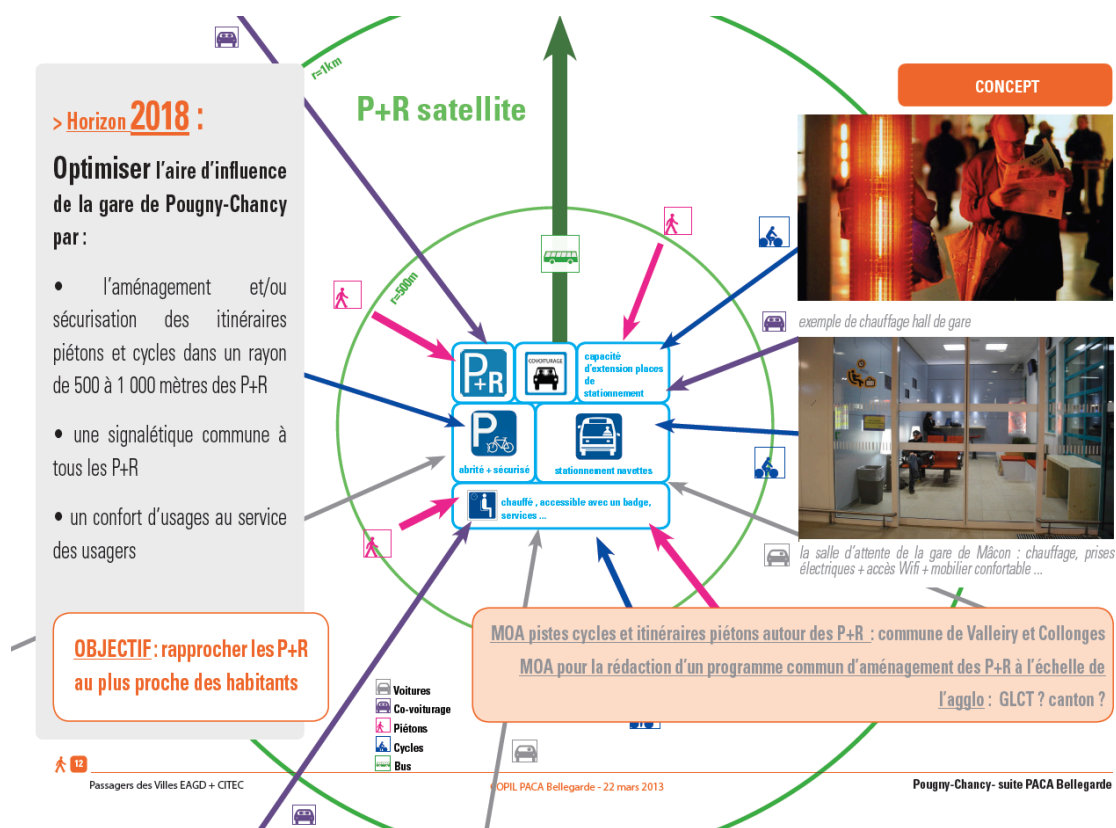 r=1km
P+R satellite
r=500m
CONCEPT
> Horizon 2018 :
Optimiser l'aire d'influence
de la gare de Pougny-Chancy
par :
• l'aménagement et/ou
sécurisation des itinéraires
piétons et cycles dans un rayon
de 500 à 1 000 mètres des P+R
• une signalétique commune à
tous les P+R
• un confort d'usages au service
des usagers
OBJECTIF : rapprocher les P+R
au plus proche des habitants
P+R
COVOITURAGE
capacité
d'extension places
de
stationnement
P
abrité + sécurisé
stationnement navettes
chauffé , accessible avec un badge,
services ...
exemple de chauffage hall de gare
la salle d'attente de la gare de Mâcon : chauffage, prises
électriques + accès Wifi + mobilier confortable ...
MOA pistes cycles et itinéraires piétons autour des P+R : commune de Valleiry et Collonges
MOA pour la rédaction d'un programme commun d'aménagement des P+R à l'échelle de
l'agglo : GLCT ? canton ?
Voitures
Co-voiturage
Piétons
Cycles
Bus
12
Passagers des Villes EAGD + CITEC
COPIL PACA Bellegarde - 22 mars 2013
Pougny-Chancy- suite PACA Bellegarde